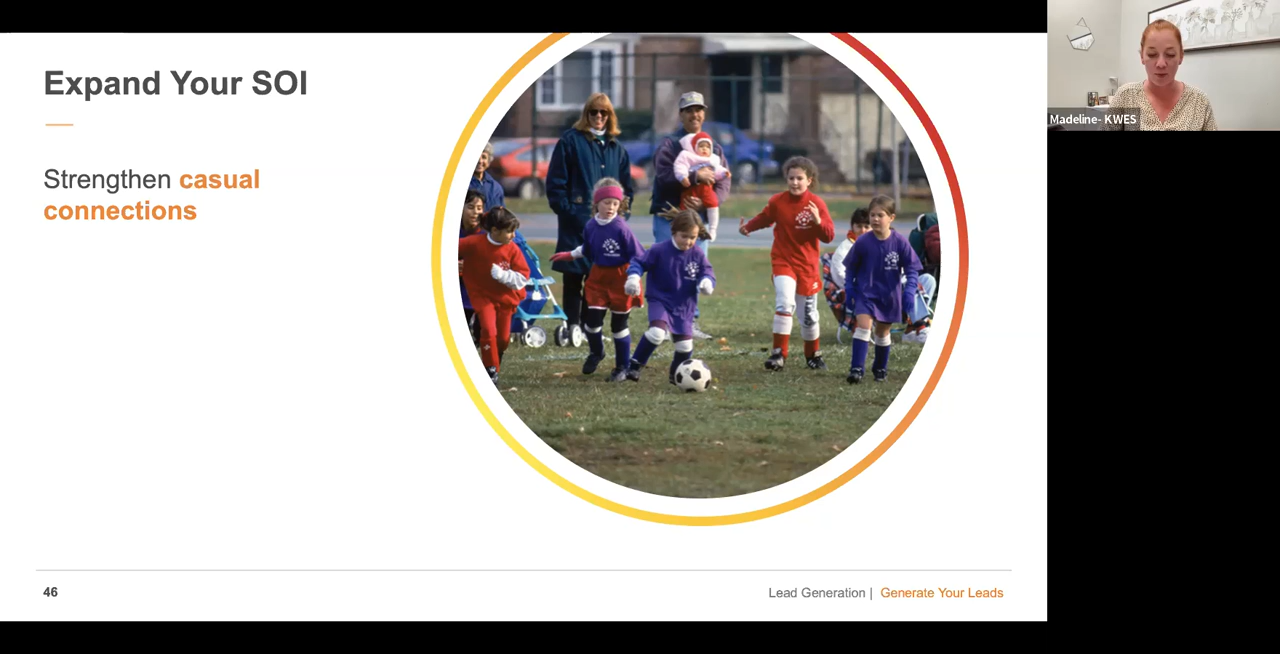 Expand Your SOI
Strengthen casual
connections
Madeline- KWES
46
Lead Generation | Generate Your Leads